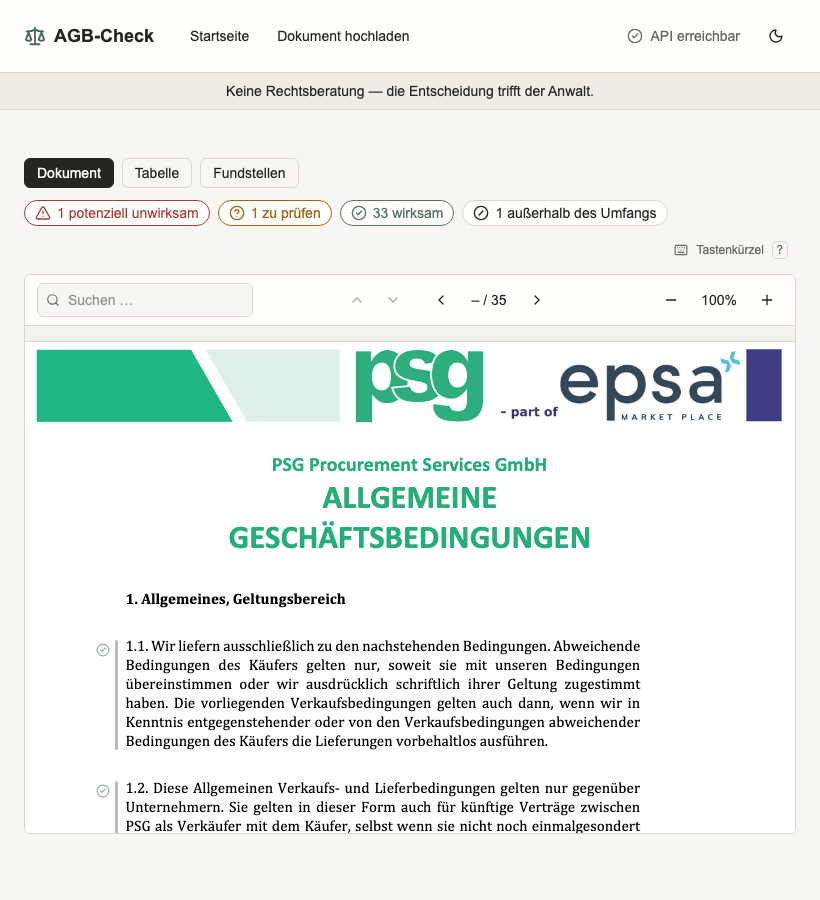 AGB-Check
Startseite
Dokument hochladen
API erreichbar
Keine Rechtsberatung — die Entscheidung trifft der Anwalt.
Dokument
Tabelle
Fundstellen
1 potenziell unwirksam
1 zu prüfen
33 wirksam
1 außerhalb des Umfangs
Tastenkürzel ?
Suchen …
– / 35
100%
psg
- part of
epsa
MARKET PLACE
PSG Procurement Services GmbH
ALLGEMEINE
GESCHÄFTSBEDINGUNGEN
1. Allgemeines, Geltungsbereich
1.1. Wir liefern ausschließlich zu den nachstehenden Bedingungen. Abweichende
Bedingungen des Käufers gelten nur, soweit sie mit unseren Bedingungen
übereinstimmen oder wir ausdrücklich schriftlich ihrer Geltung zugestimmt
haben. Die vorliegenden Verkaufsbedingungen gelten auch dann, wenn wir in
Kenntnis entgegenstehender oder von den Verkaufsbedingungen abweichender
Bedingungen des Käufers die Lieferungen vorbehaltlos ausführen.
1.2. Diese Allgemeinen Verkaufs- und Lieferbedingungen gelten nur gegenüber
Unternehmern. Sie gelten in dieser Form auch für künftige Verträge zwischen
PSG als Verkäufer mit dem Käufer, selbst wenn sie nicht noch einmalgesondert